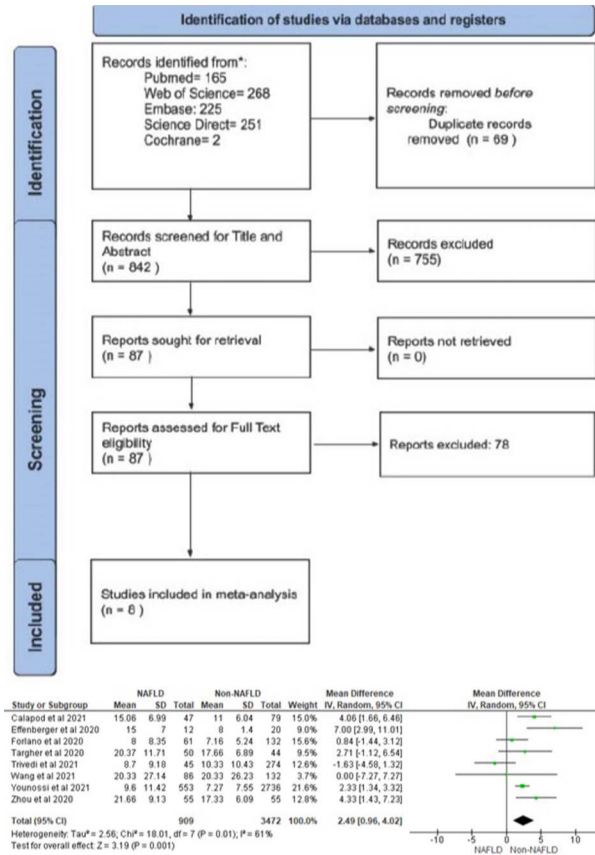 Identification of studies via databases and registers
Identification
Records identified from*:
Pubmed= 165
Web of Science= 268
Embase: 225
Science Direct= 251
Cochrane= 2
Records removed before
screening:
Duplicate records
removed (n = 69 )
Screening
Records screened for Title and
Abstract
(n = 842 )
Records excluded
(n = 755)
Reports sought for retrieval
(n = 87 )
Reports not retrieved
(n = 0)
Reports assessed for Full Text
eligibility
(n = 87 )
Reports excluded: 78
Included
Studies included in meta-analysis
(n = 8 )
NAFLD Non-NAFLD Mean Difference Mean Difference
Study or Subgroup Mean SD Total Mean SD Total Weight IV, Random, 95% CI IV, Random, 95% CI
Calapod et al 2021 15.06 6.99 47 11 6.04 79 15.0% 4.06 [1.66, 6.46]
Effenberger et al 2020 15 7 12 8 1.4 20 9.0% 7.00 [2.99, 11.01]
Forlano et al 2020 8 8.35 61 7.16 5.24 132 15.6% 0.84 [-1.44, 3.12]
Targher et al 2020 20.37 11.71 50 17.66 6.89 44 9.6% 2.71 [-1.12, 6.54]
Trivedi et al 2021 8.7 9.18 45 10.33 10.43 274 12.6% -1.63 [-4.58, 1.32]
Wang et al 2021 20.33 27.14 86 20.33 26.23 132 3.8% 0.00 [-7.27, 7.27]
Younossi et al 2021 9.6 11.42 553 7.27 7.55 2736 21.6% 2.33 [1.34, 3.32]
Zhou et al 2020 21.66 9.13 55 17.33 6.09 55 12.8% 4.33 [1.43, 7.23]
Total (95% CI) 909 3472 100.0% 2.49 [0.96, 4.02]
Heterogeneity: Tau² = 2.56; Chi² = 18.01, df = 7 (P = 0.01); I² = 61%
Test for overall effect: Z = 3.19 (P = 0.001)
-10 -5 0 5 10
NAFLD Non-NAFLD